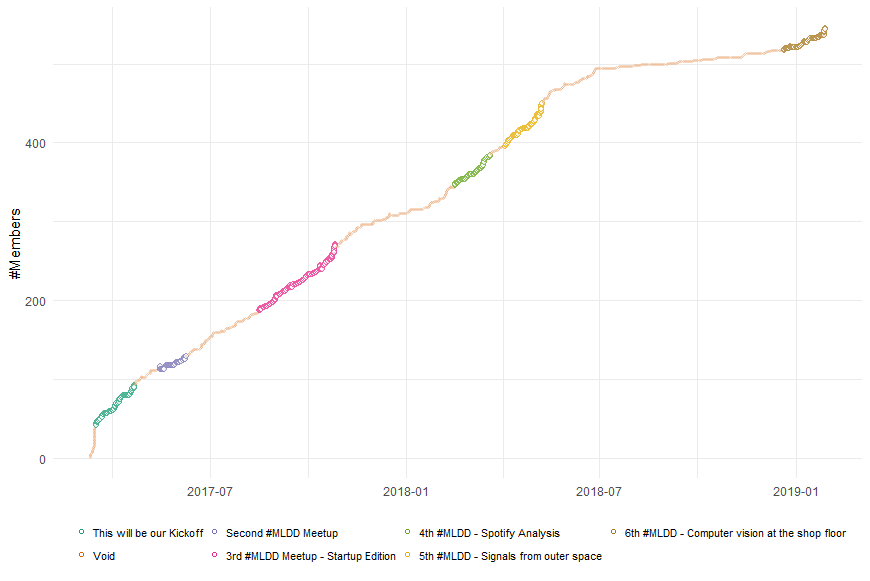 400
#Members
200
0
2017-07 2018-01 2018-07 2019-01
This will be our Kickoff Second #MLDD Meetup 4th #MLDD - Spotify Analysis 6th #MLDD - Computer vision at the shop floor
Void 3rd #MLDD Meetup - Startup Edition 5th #MLDD - Signals from outer space